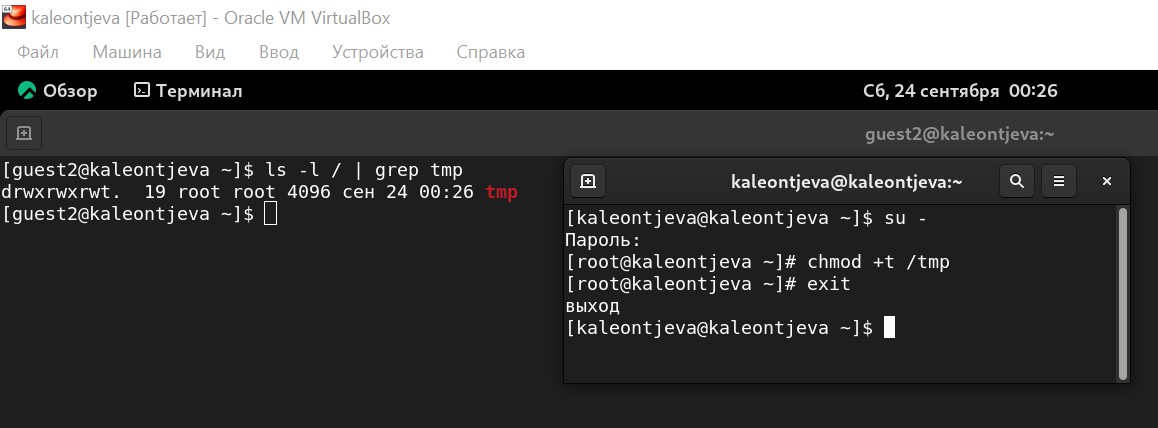 kaleontjeva [Работает] - Oracle VM VirtualBox
Файл Машина Вид Ввод Устройства Справка
Обзор Терминал Сб, 24 сентября 00:26
guest2@kaleontjeva:~
[guest2@kaleontjeva ~]$ ls -l / | grep tmp
drwxrwxrwt. 19 root root 4096 сен 24 00:26 tmp
[guest2@kaleontjeva ~]$
kaleontjeva@kaleontjeva:~
[kaleontjeva@kaleontjeva ~]$ su -
Пароль:
[root@kaleontjeva ~]# chmod +t /tmp
[root@kaleontjeva ~]# exit
выход
[kaleontjeva@kaleontjeva ~]$